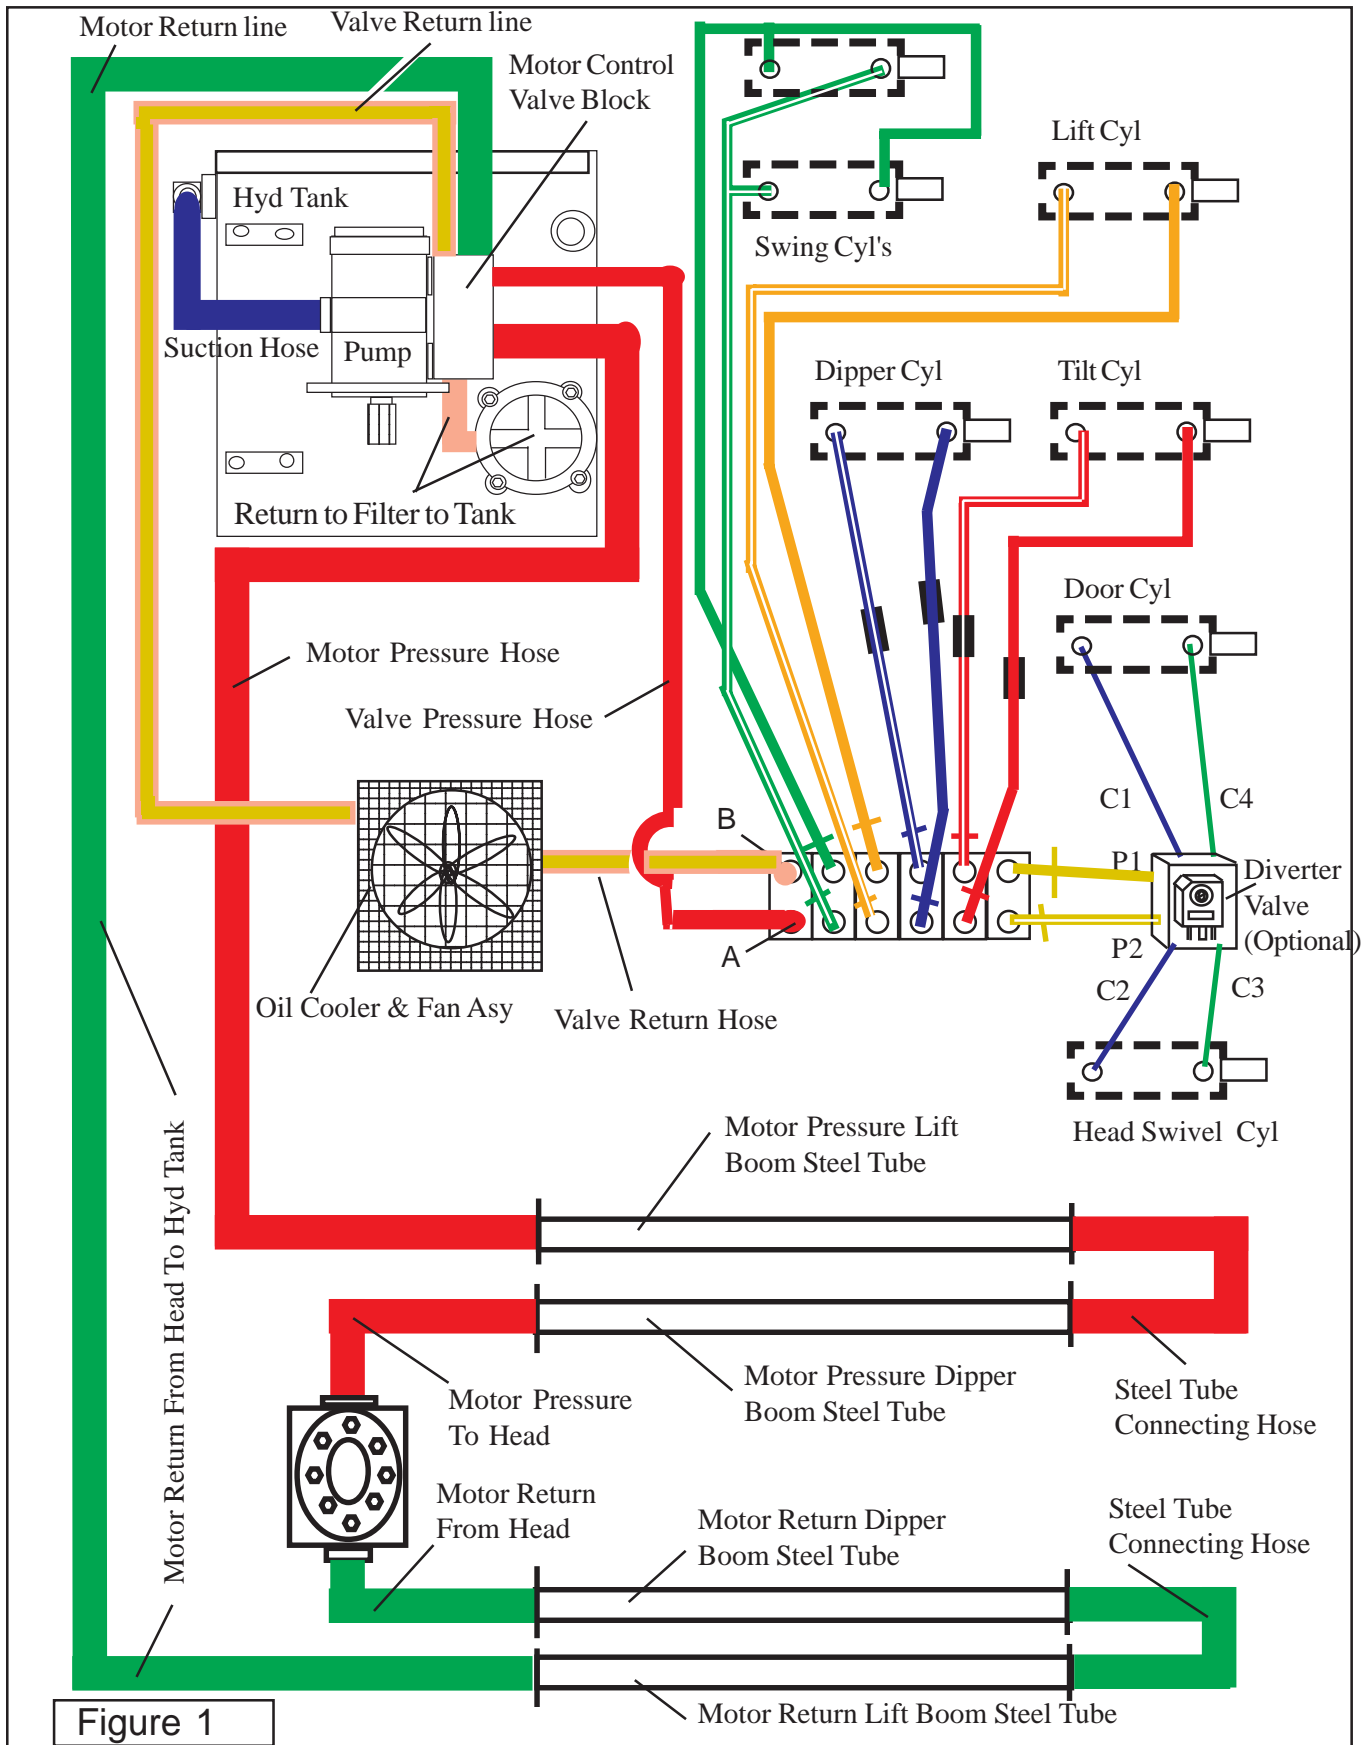 Motor Return line
Valve Return line
Motor Control
Valve Block
Lift Cyl
Hyd Tank
Swing Cyl's
Suction Hose
Pump
Dipper Cyl
Tilt Cyl
Return to Filter to Tank
Door Cyl
Motor Pressure Hose
Valve Pressure Hose
C1
C4
B
P1
Diverter
Valve
(Optional)
A
P2
C2
C3
Oil Cooler & Fan Asy
Valve Return Hose
Head Swivel Cyl
Motor Pressure Lift
Boom Steel Tube
Motor Return From Head To Hyd Tank
Motor Pressure Dipper
Boom Steel Tube
Steel Tube
Connecting Hose
Motor Pressure
To Head
Motor Return
From Head
Motor Return Dipper
Boom Steel Tube
Steel Tube
Connecting Hose
Motor Return Lift Boom Steel Tube
Figure 1